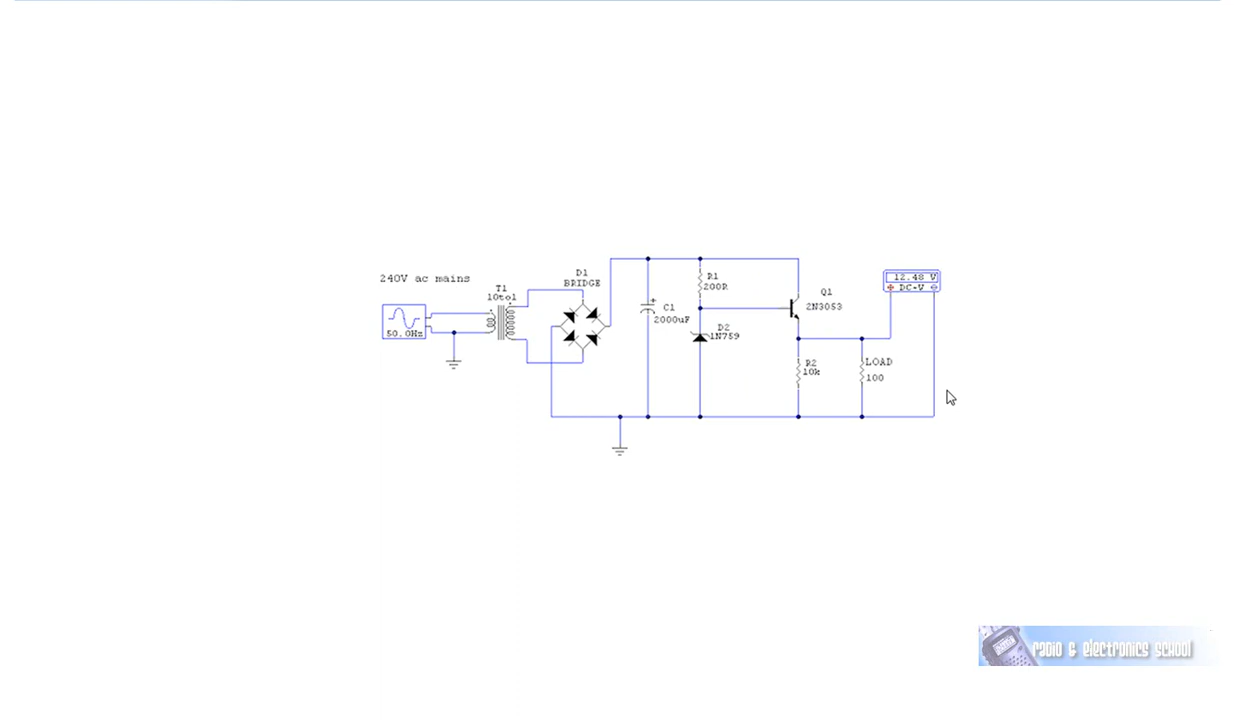 240V ac mains
50.0Hz
T1
10to1
D1
BRIDGE
C1
2000uF
R1
200R
D2
1N759
Q1
2N3053
R2
10k
LOAD
100
12.48 V
DC-V
radio & electronics school